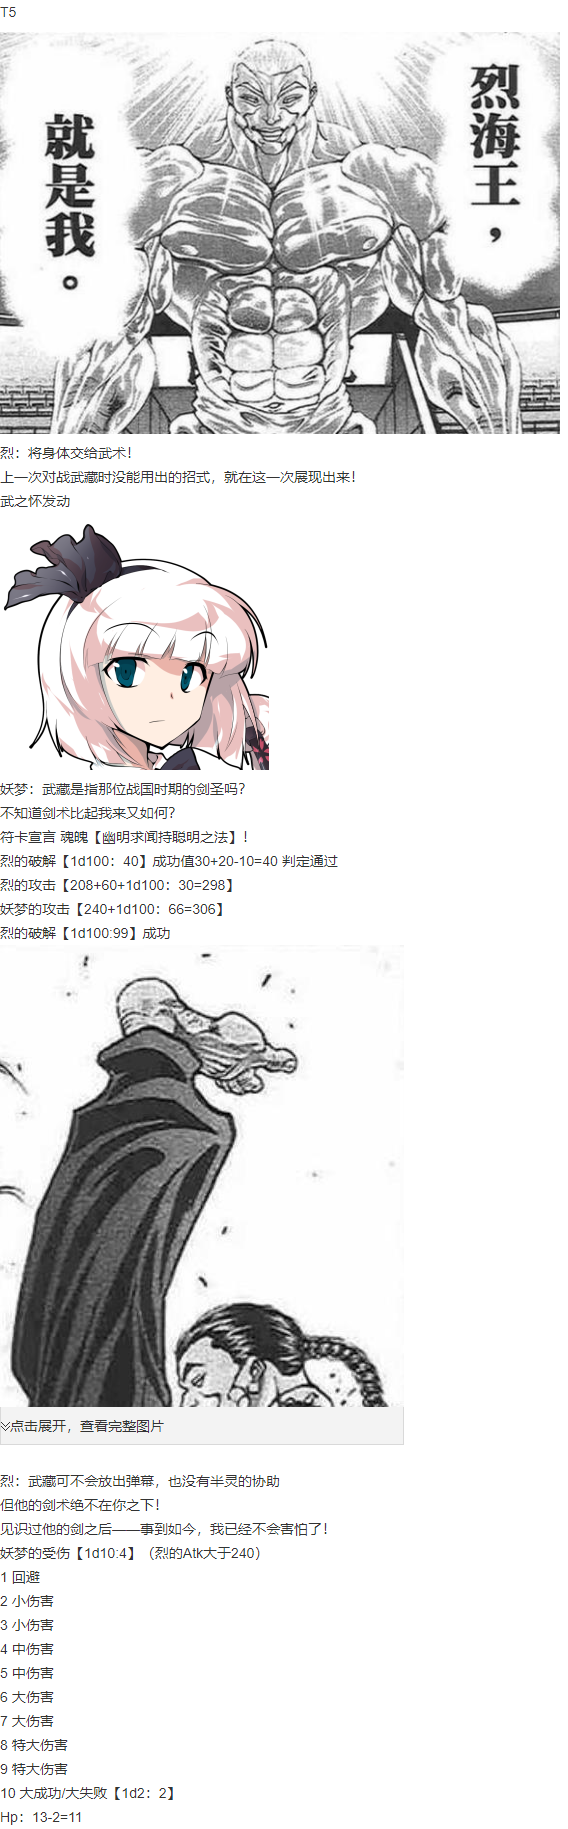 T5
烈海王，
就是我。
烈：将身体交给武术！
上一次对战武藏时没能用出的招式，就在这一次展现出来！
武之怀发动
妖梦：武藏是指那位战国时期的剑圣吗？
不知道剑术比起我来又如何？
符卡宣言 魂魄【幽明求闻持聪明之法】！
烈的破解【1d100：40】成功值30+20-10=40 判定通过
烈的攻击【208+60+1d100：30=298】
妖梦的攻击【240+1d100：66=306】
烈的破解【1d100:99】成功
点击展开，查看完整图片
烈：武藏可不会放出弹幕，也没有半灵的协助
但他的剑术绝不在你之下！
见识过他的剑之后——事到如今，我已经不会害怕了！
妖梦的受伤【1d10:4】（烈的Atk大于240）
1 回避
2 小伤害
3 小伤害
4 中伤害
5 中伤害
6 大伤害
7 大伤害
8 特大伤害
9 特大伤害
10 大成功/大失败【1d2：2】
Hp：13-2=11